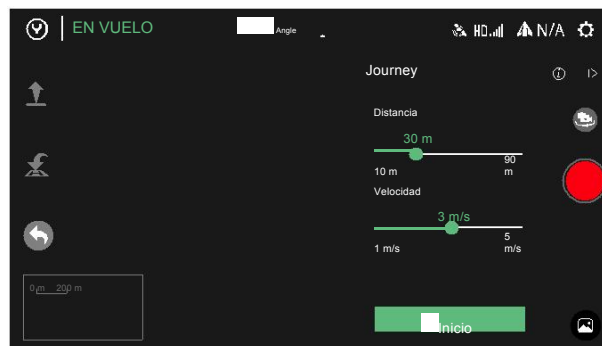 EN VUELO
Angle
HD
N/A
Journey
Distancia
30 m
10 m
90
m
Velocidad
3 m/s
1 m/s
5
m/s
0 m 200 m
Inicio